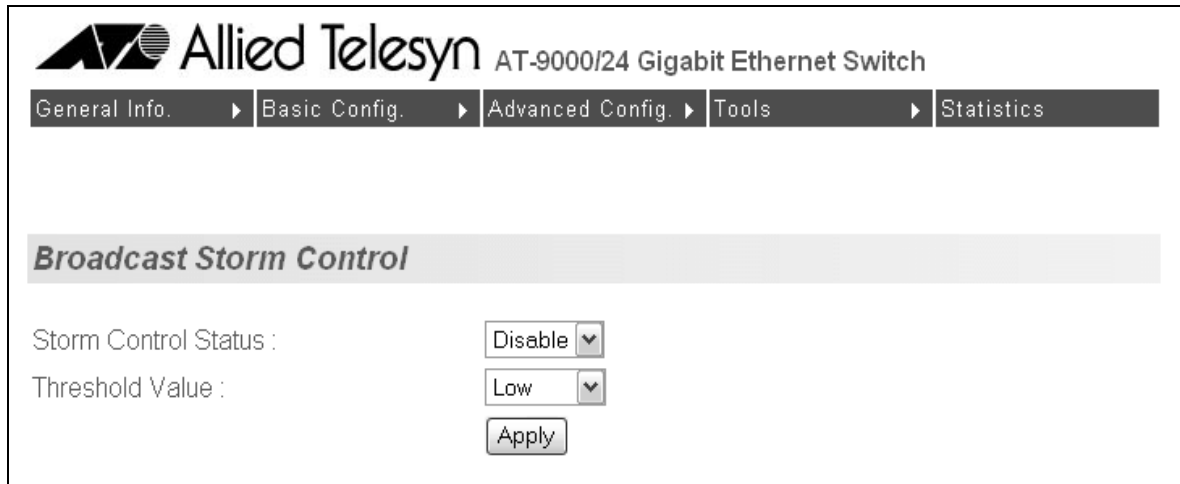 Allied Telesyn AT-9000/24 Gigabit Ethernet Switch
General Info. Basic Config. Advanced Config. Tools Statistics
Broadcast Storm Control
Storm Control Status : Disable
Threshold Value : Low
Apply